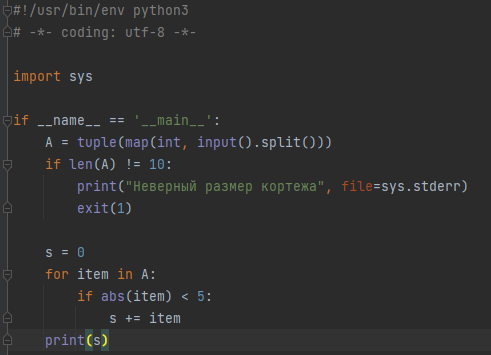 #!/usr/bin/env python3
# -*- coding: utf-8 -*-
import sys
if __name__ == '__main__':
    A = tuple(map(int, input().split()))
    if len(A) != 10:
        print("Неверный размер кортежа", file=sys.stderr)
        exit(1)
    s = 0
    for item in A:
        if abs(item) < 5:
            s += item
    print(s)